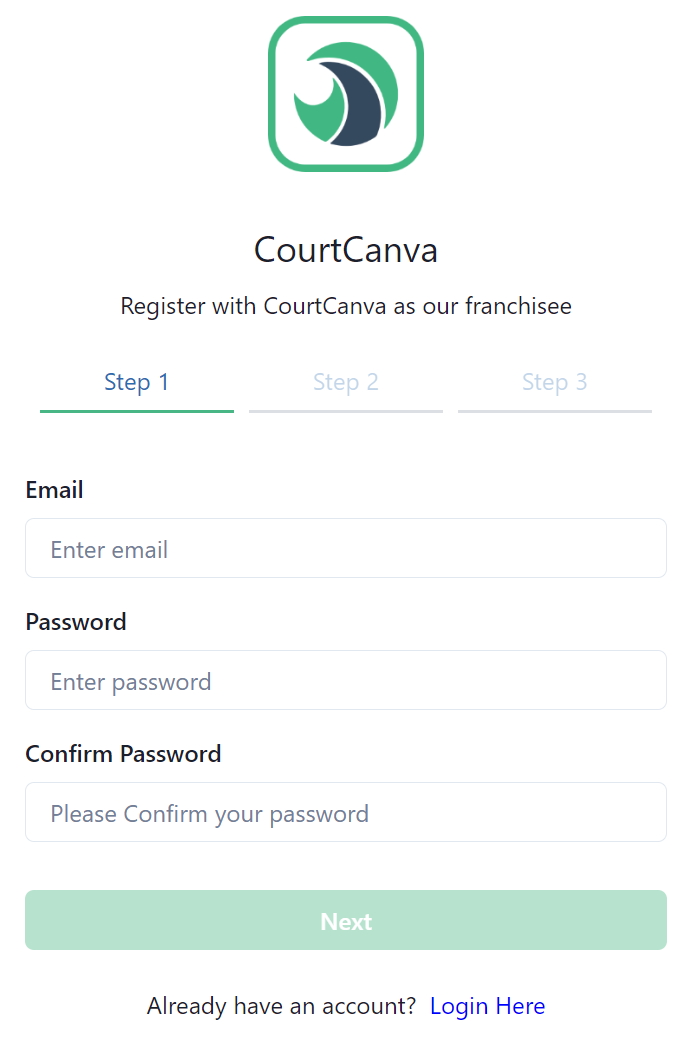 CourtCanva
Register with CourtCanva as our franchisee
Step 1 Step 2 Step 3
Email
Enter email
Password
Enter password
Confirm Password
Please Confirm your password
Next
Already have an account? Login Here